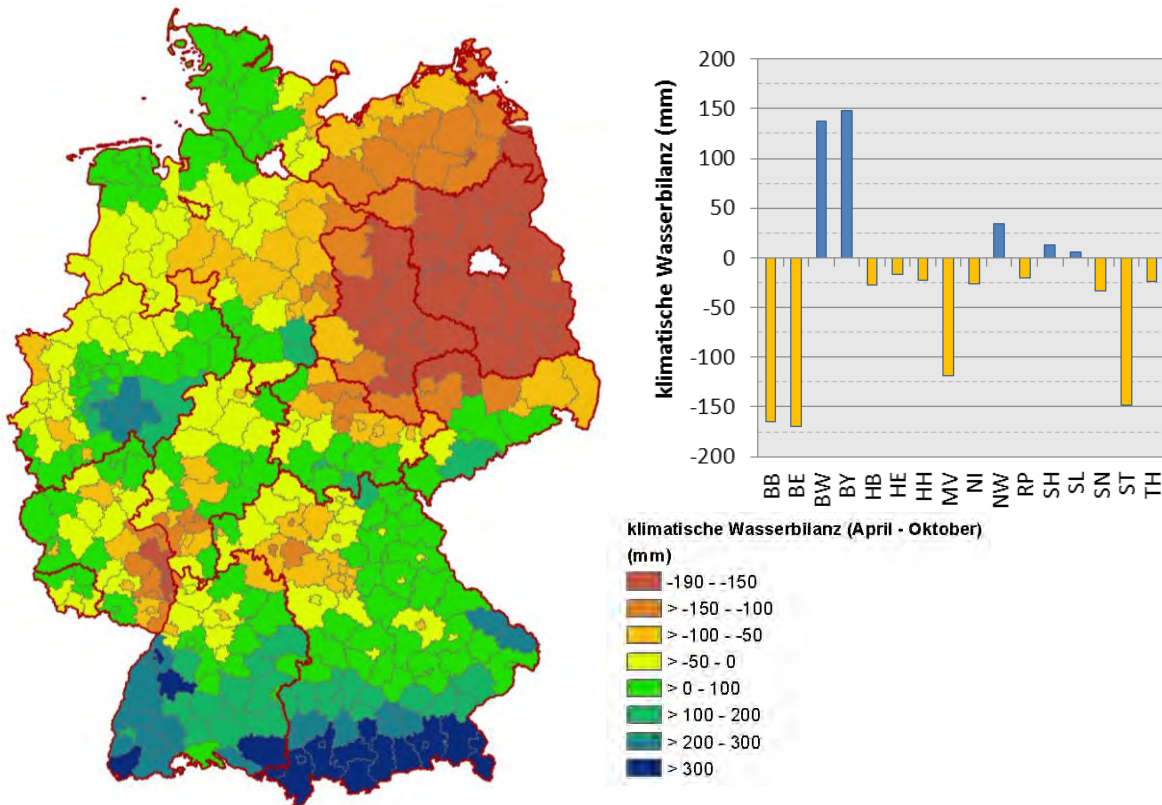 klimatische Wasserbilanz (mm)
200
150
100
50
0
-50
-100
-150
-200
BB BE BW BY HB HE HH MV NI NW RP SH SL SN ST TH
klimatische Wasserbilanz (April - Oktober)
(mm)
-190 - -150
> -150 - -100
> -100 - -50
> -50 - 0
> 0 - 100
> 100 - 200
> 200 - 300
> 300